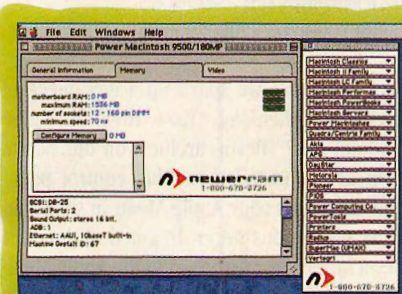 File Edit Windows Help
Power Macintosh 9500/180MP
General Information Memory Video
motherboard RAM: 0 MB
maximum RAM: 1536 MB
number of sockets: 12 - 168 pin DIMM
minimum speed: 70 ns
Configure Memory 0 MB
newerram
1-800-678-3726
SCSI: DB-25
Serial Ports: 2
Sound Output: stereo 16 bit.
ADB: 1
Ethernet: AAUI, 10baseT built-in
Machine Gestalt ID: 67
Macintosh Classics
Macintosh II Family
Macintosh LC Family
Macintosh Performas
Macintosh PowerBooks
Macintosh Servers
Power Macintoshes
Quadra/Centris Family
Akia
APS
DayStar
Motorola
Pioneer
PIOS
Power Computing Co.
PowerTools
Printers
Radius
SuperMac (UMAX)
Vertegri
1-800-678-3726